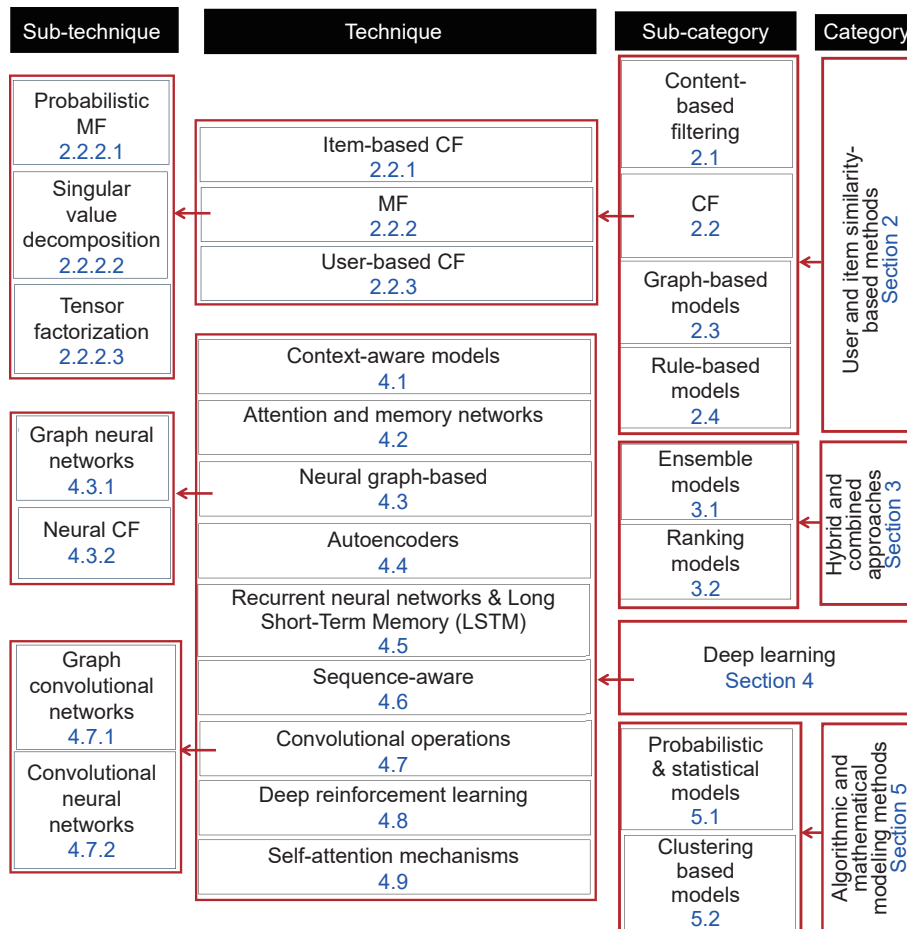 Sub-technique
Technique
Sub-category
Category
Probabilistic
MF
2.2.2.1
Singular
value
decomposition
2.2.2.2
Tensor
factorization
2.2.2.3
Graph neural
networks
4.3.1
Neural CF
4.3.2
Graph
convolutional
networks
4.7.1
Convolutional
neural
networks
4.7.2
Item-based CF
2.2.1
MF
2.2.2
User-based CF
2.2.3
Context-aware models
4.1
Attention and memory networks
4.2
Neural graph-based
4.3
Autoencoders
4.4
Recurrent neural networks & Long
Short-Term Memory (LSTM)
4.5
Sequence-aware
4.6
Convolutional operations
4.7
Deep reinforcement learning
4.8
Self-attention mechanisms
4.9
Content-
based
filtering
2.1
CF
2.2
Graph-based
models
2.3
Rule-based
models
2.4
Ensemble
models
3.1
Ranking
models
3.2
Deep learning
Section 4
Probabilistic
& statistical
models
5.1
Clustering
based
models
5.2
User and item similarity-
based methods
Section 2
Hybrid and
combined
approaches
Section 3
Algorithmic and
mathematical
modeling methods
Section 5